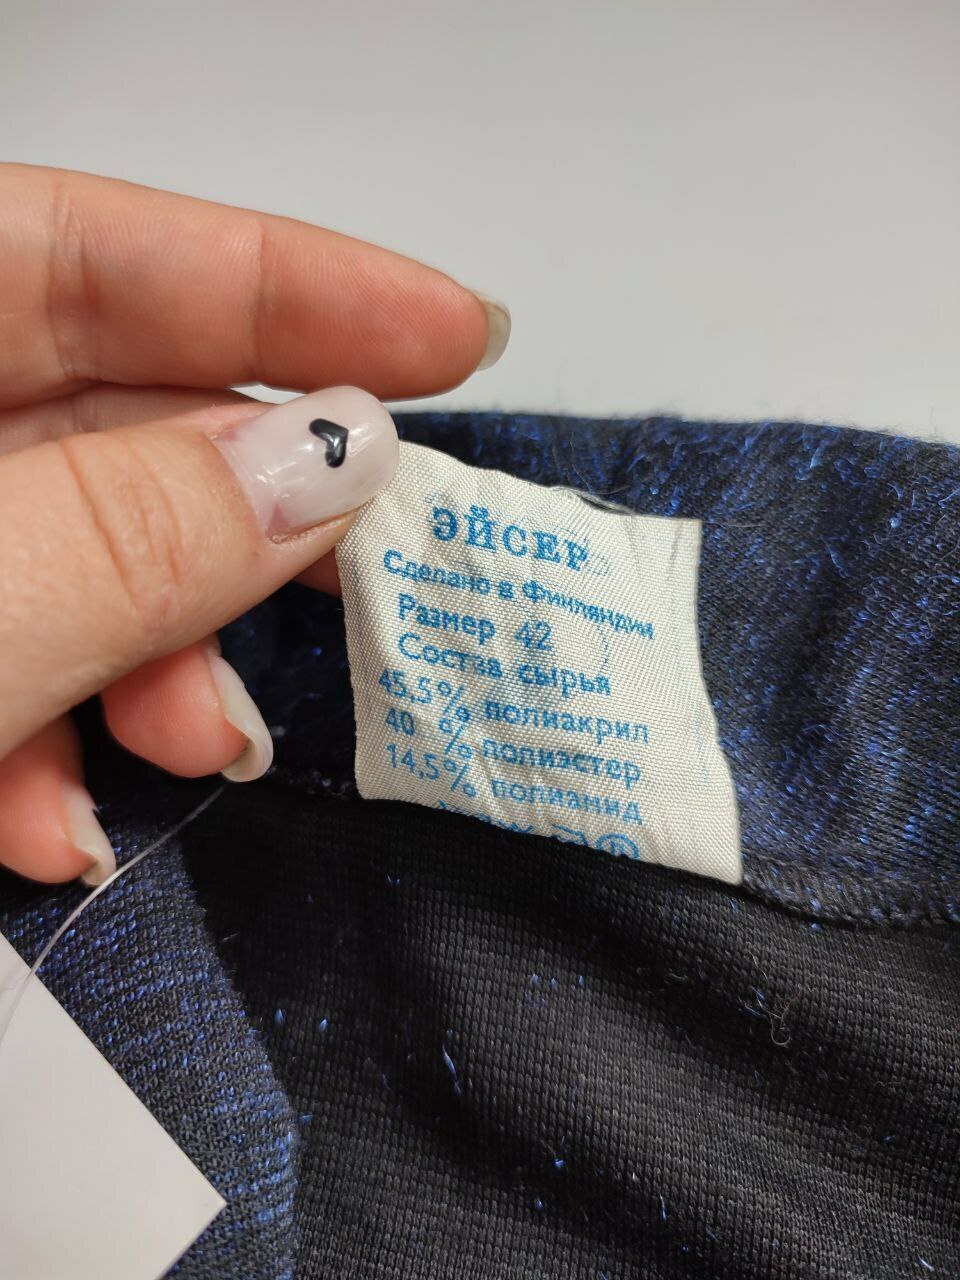 ЭЙСЕР
Сделано в Финляндии
Размер 42
Состав сырья
45,5% полиакрил
40 % полиэстер
14,5% полиамид